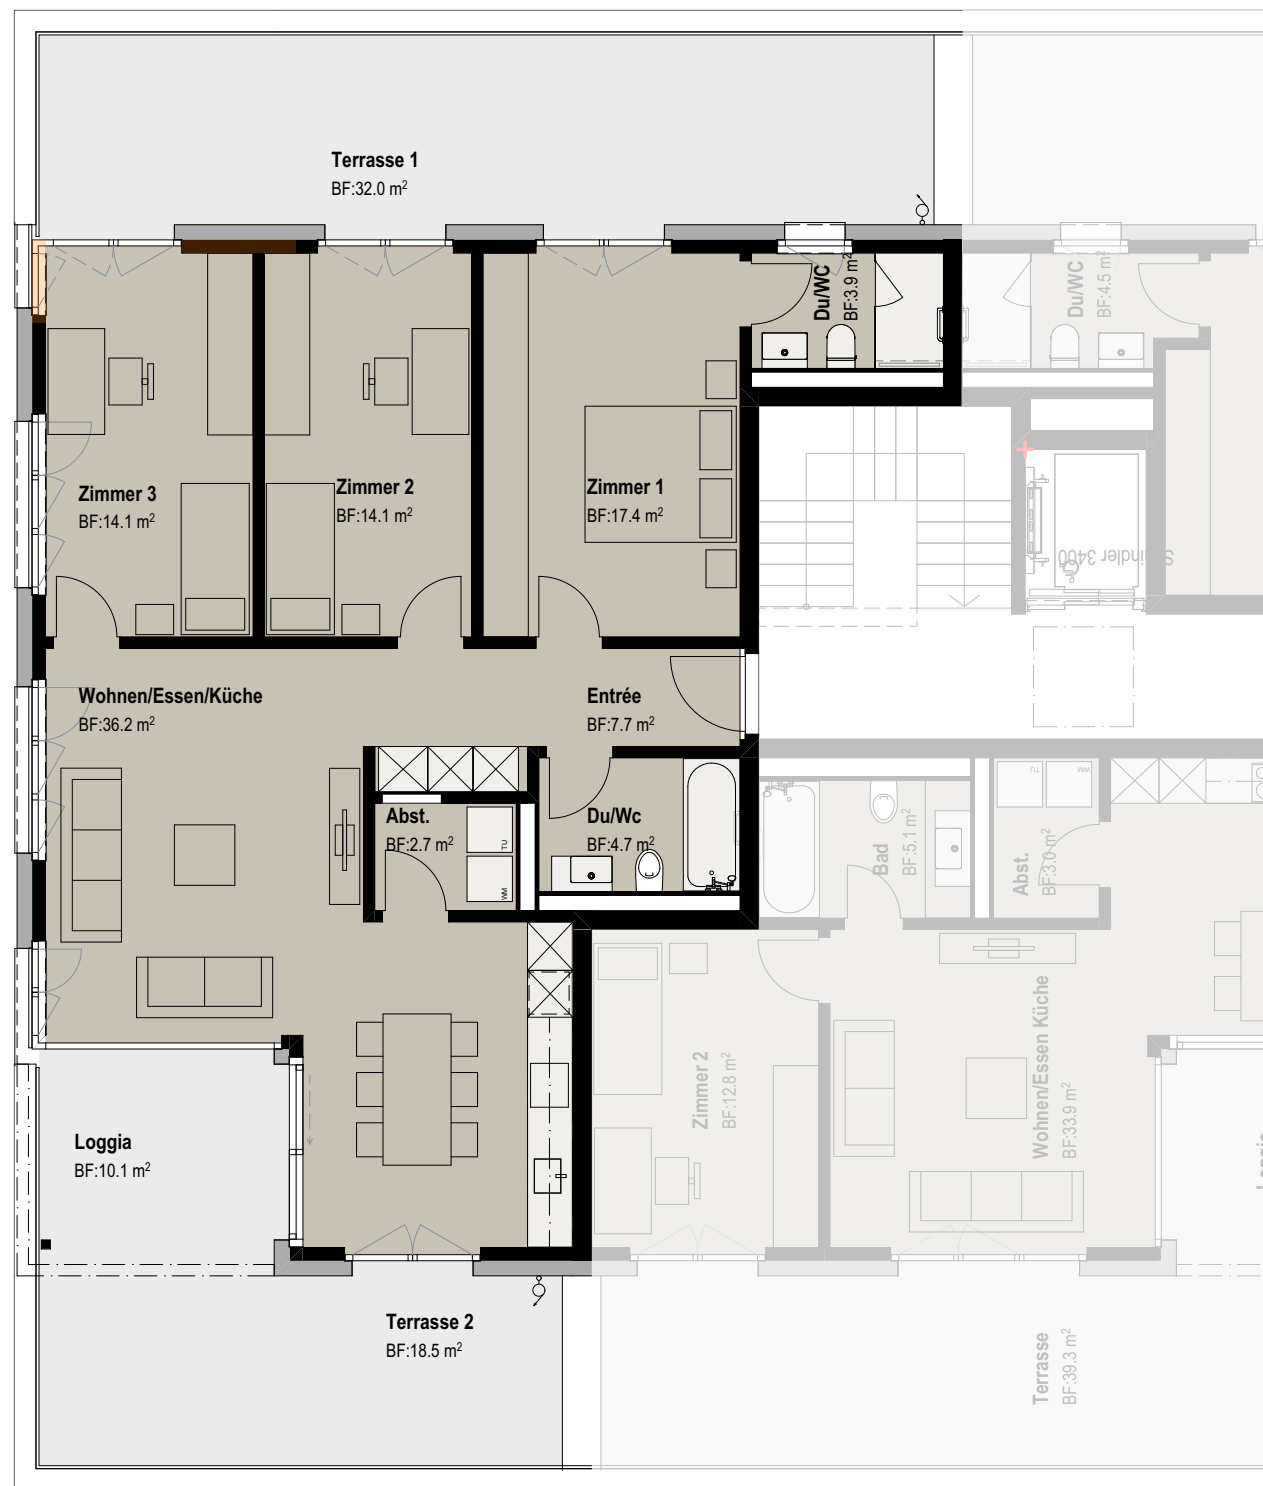 Terrasse 1
BF:32.0 m²
Du/WC
BF:3.9 m²
Du/WC
BF:4.5 m²
Zimmer 3
BF:14.1 m²
Zimmer 2
BF:14.1 m²
Zimmer 1
BF:17.4 m²
3400
Wohnen/Essen/Küche
BF:36.2 m²
Entrée
BF:7.7 m²
Abst.
BF:2.7 m²
TU
WM
Du/Wc
BF:4.7 m²
Bad
BF:5.1 m²
TU
WM
Abst.
BF:3.0 m²
Zimmer 2
BF:12.8 m²
Wohnen/Essen Küche
BF:33.9 m²
Loggia
BF:10.1 m²
Loggia
Terrasse 2
BF:18.5 m²
Terrasse
BF:39.3 m²